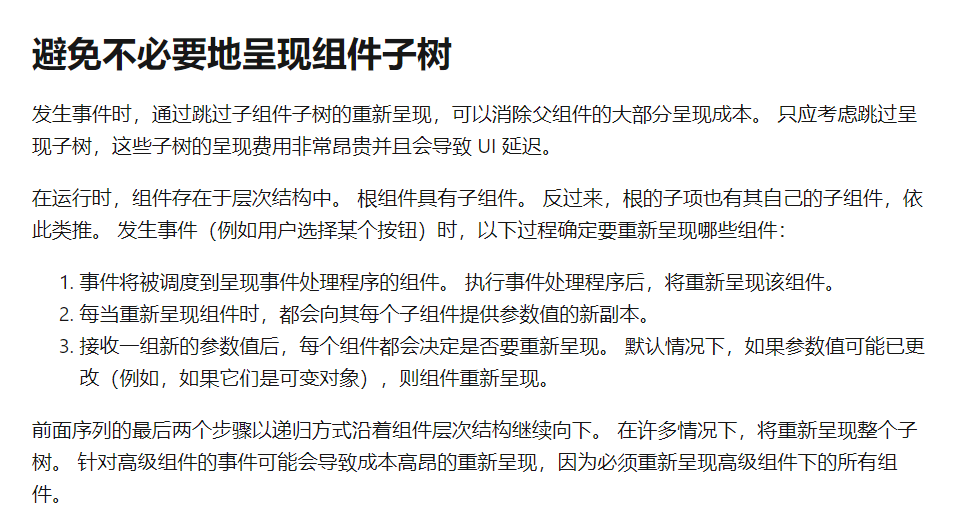 避免不必要地呈现组件子树
发生事件时，通过跳过子组件子树的重新呈现，可以消除父组件的大部分呈现成本。 只应考虑跳过呈
现子树，这些子树的呈现费用非常昂贵并且会导致 UI 延迟。
在运行时，组件存在于层次结构中。 根组件具有子组件。 反过来，根的子项也有其自己的子组件，依
此类推。 发生事件（例如用户选择某个按钮）时，以下过程确定要重新呈现哪些组件：
1. 事件将被调度到呈现事件处理程序的组件。 执行事件处理程序后，将重新呈现该组件。
2. 每当重新呈现组件时，都会向其每个子组件提供参数值的新副本。
3. 接收一组新的参数值后，每个组件都会决定是否要重新呈现。 默认情况下，如果参数值可能已更
改（例如，如果它们是可变对象），则组件重新呈现。
前面序列的最后两个步骤以递归方式沿着组件层次结构继续向下。 在许多情况下，将重新呈现整个子
树。 针对高级组件的事件可能会导致成本高昂的重新呈现，因为必须重新呈现高级组件下的所有组
件。